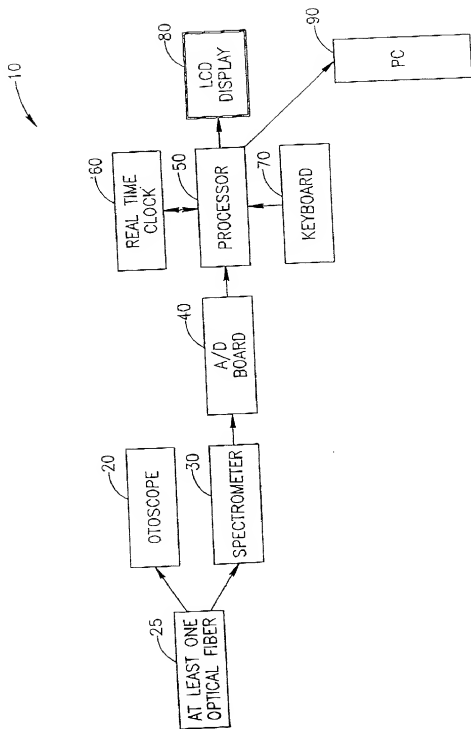 10
AT LEAST ONE
OPTICAL FIBER
25
OTOSCOPE
20
SPECTROMETER
30
A/D
BOARD
40
REAL TIME
CLOCK
60
PROCESSOR
50
KEYBOARD
70
LCD
DISPLAY
80
PC
90